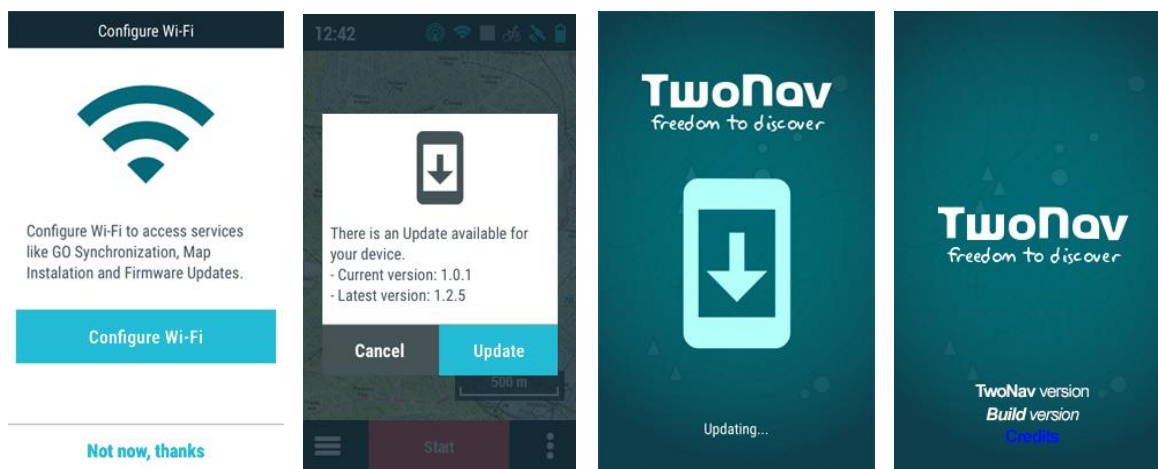 Configure Wi-Fi
Configure Wi-Fi to access services
like GO Synchronization, Map
Instalation and Firmware Updates.
Configure Wi-Fi
Not now, thanks
12:42
There is an Update available for
your device.
- Current version: 1.0.1
- Latest version: 1.2.5
Cancel
Update
500 m
Start
TwoNav
freedom to discover
Updating...
TwoNav
freedom to discover
TwoNav version
Build version
Credits